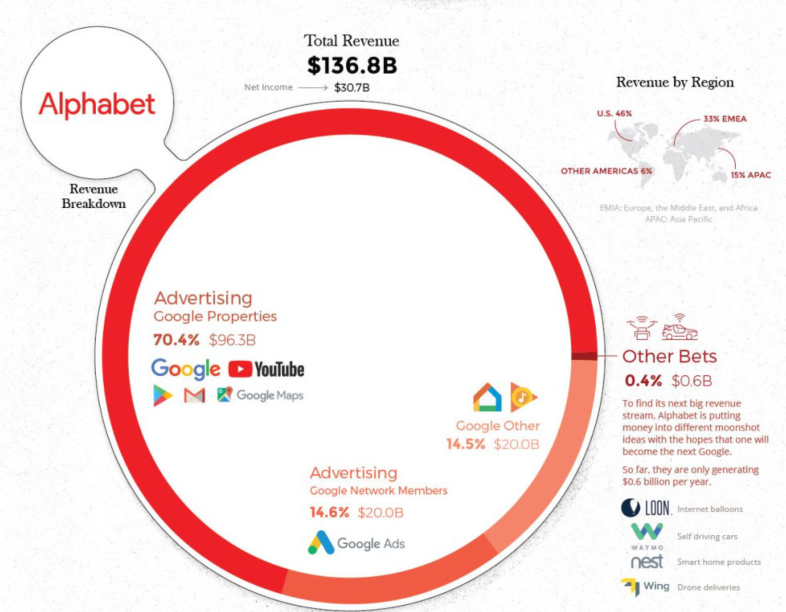 Total Revenue
$136.8B
Net Income
$30.7B
Alphabet
Revenue
Breakdown
Revenue by Region
U.S. 46%
33% EMEA
OTHER AMERICAS 6%
15% APAC
EMIA: Europe, the Middle East, and Africa
APAC: Asia Pacific
Advertising
Google Properties
70.4% $96.3B
Google YouTube
Google Maps
Google Other
14.5% $20.0B
Advertising
Google Network Members
14.6% $20.0B
Google Ads
Other Bets
0.4% $0.6B
To find its next big revenue
stream, Alphabet is putting
money into different moonshot
ideas with the hopes that one will
become the next Google.
So far, they are only generating
$0.6 billion per year.
LOON. Internet balloons
WAYMO Self driving cars
nest Smart home products
Wing Drone deliveries